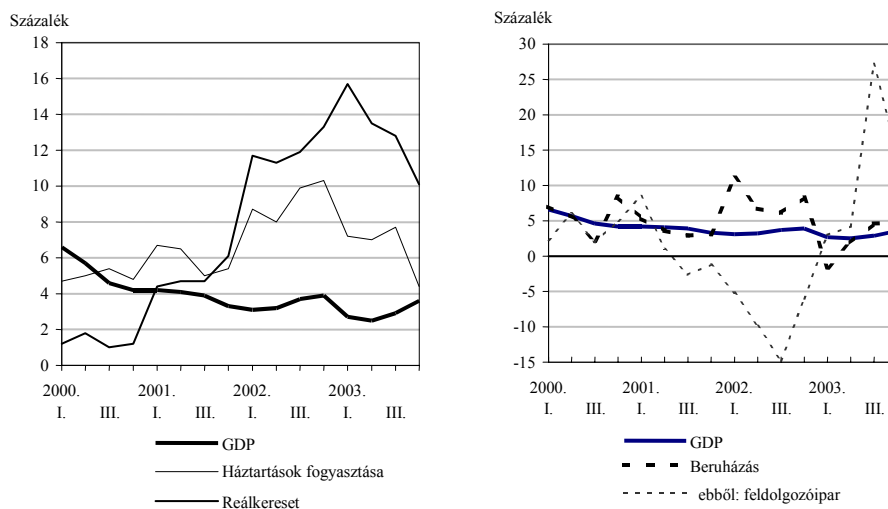 Százalék
18
16
14
12
10
8
6
4
2
0
2000. 2001. 2002. 2003.
I. III. I. III. I. III. I. III.
GDP
Háztartások fogyasztása
Reálkereset
Százalék
30
25
20
15
10
5
0
-5
-10
-15
2000. 2001. 2002. 2003.
I. III. I. III. I. III. I. III.
GDP
Beruházás
ebből: feldolgozóipar